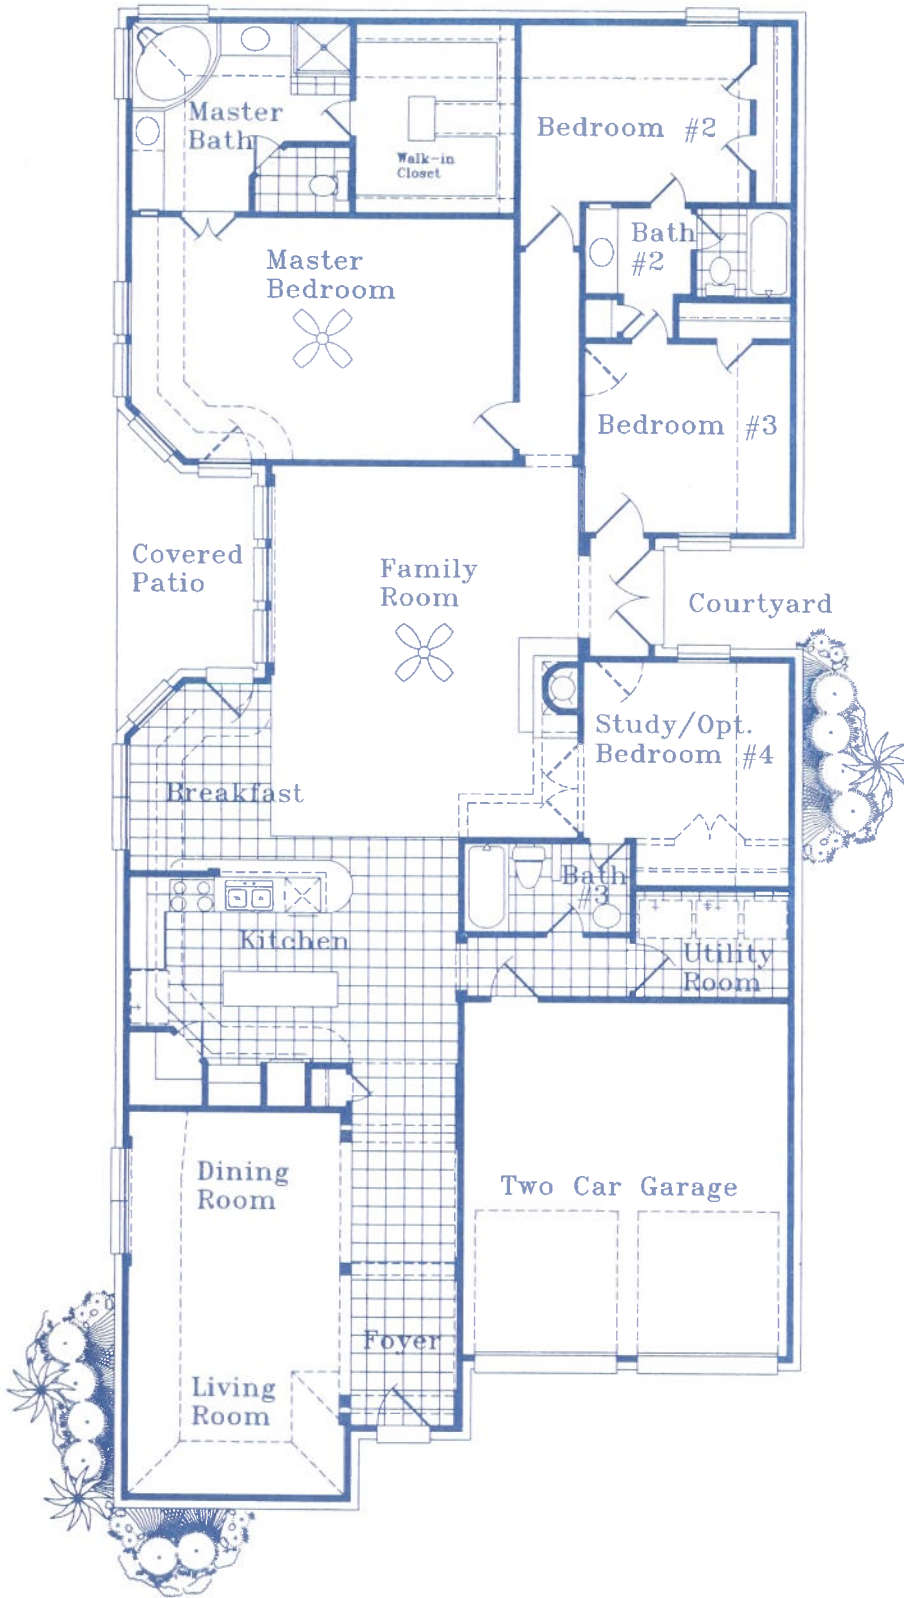 Master
Bath
Walk-in
Closet
Bedroom #2
Bath
#2
Master
Bedroom
Bedroom #3
Covered
Patio
Family
Room
Courtyard
Study/Opt.
Bedroom #4
Breakfast
Bath
#3
Kitchen
Utility
Room
Dining
Room
Two Car Garage
Foyer
Living
Room